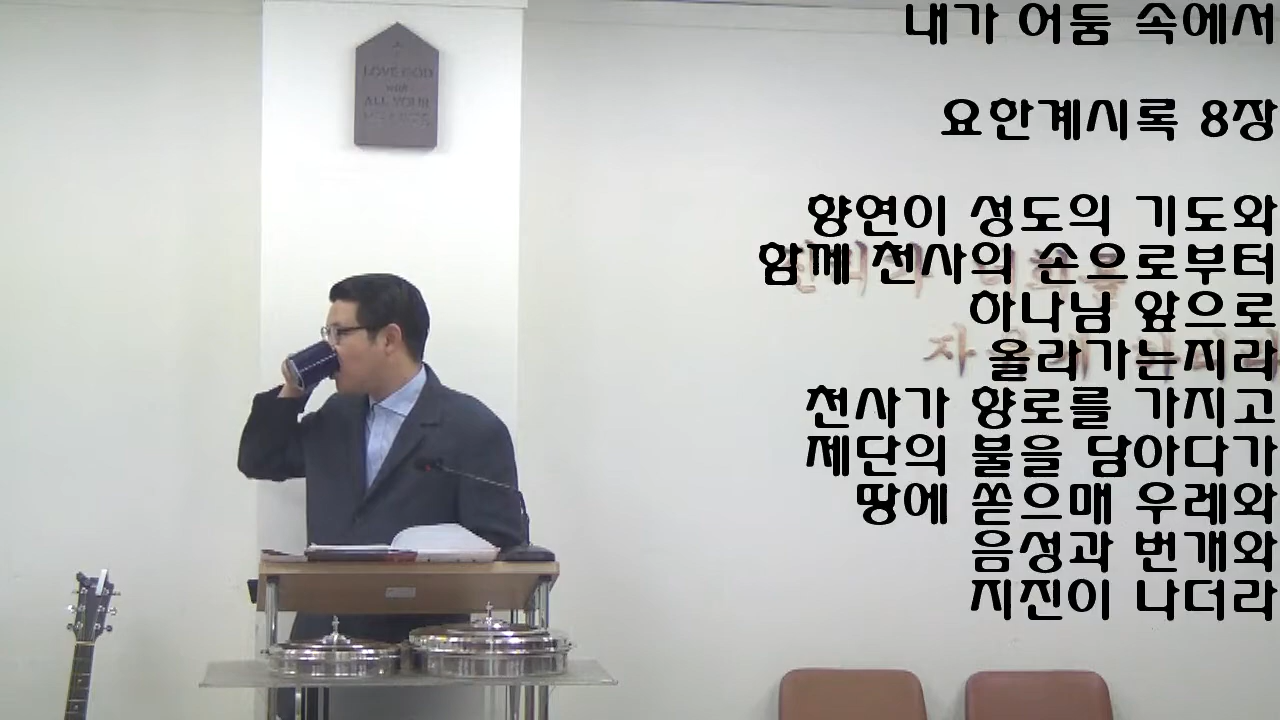 내가 어둠 속에서
요한계시록 8장
향연이 성도의 기도와
함께 천사의 손으로부터
하나님 앞으로
올라가는지라
천사가 향로를 가지고
제단의 불을 담아다가
땅에 쏟으매 우레와
음성과 번개와
지진이 나더라
LOVE GOD
with
ALL YOUR